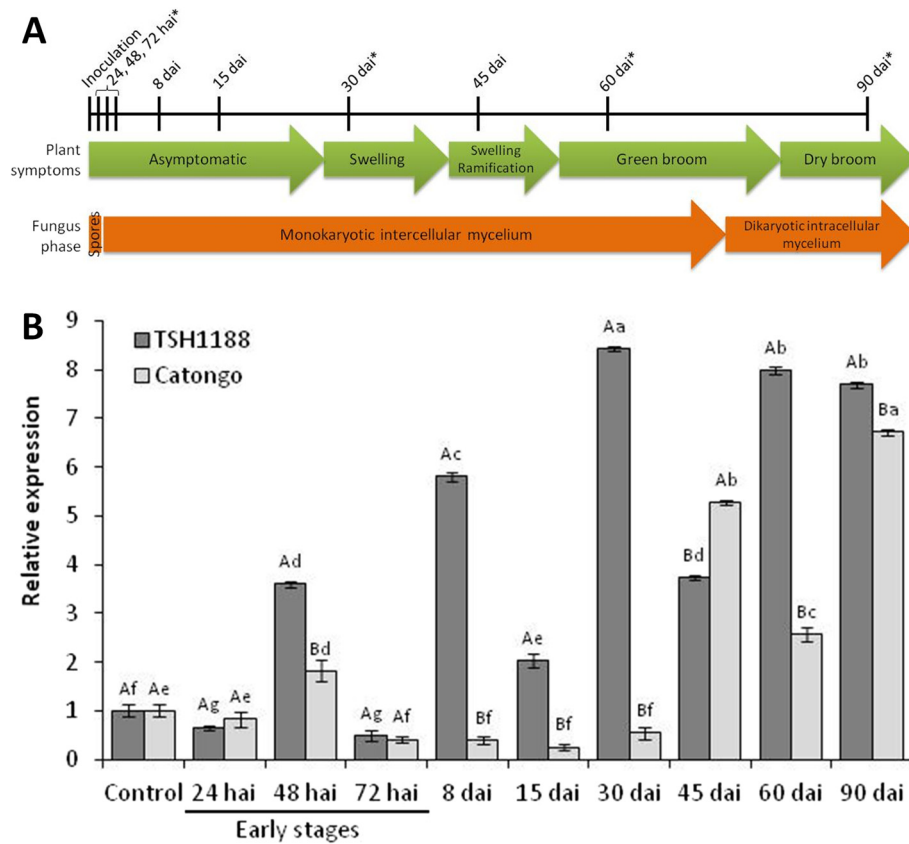 A
Inoculation
24, 48, 72 hai*
8 dai
15 dai
30 dai*
45 dai
60 dai*
90 dai*
Plant
symptoms
Asymptomatic
Swelling
Swelling
Ramification
Green broom
Dry broom
Fungus
phase
Spores
Monokaryotic intercellular mycelium
Dikaryotic intracellular
mycelium
B
Relative expression
9
8
7
6
5
4
3
2
1
0
TSH1188
Catongo
Af Ae
Ag Ae
Ad Bd
Ag Af
Ac Bf
Ae Bf
Aa Bf
Bd Ab
Ab Bc
Ab Ba
Control 24 hai 48 hai 72 hai 8 dai 15 dai 30 dai 45 dai 60 dai 90 dai
Early stages